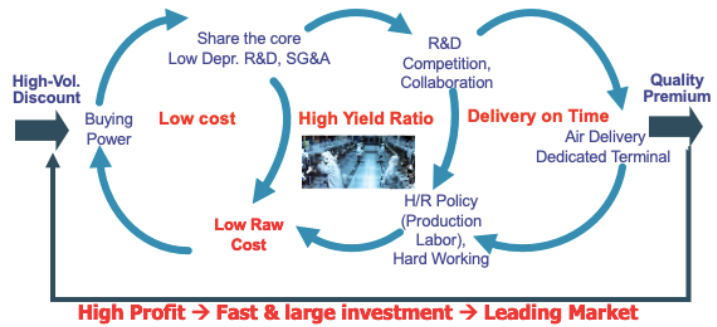 High-Vol.
Discount
Buying
Power
Low cost
Share the core
Low Depr. R&D, SG&A
High Yield Ratio
R&D
Competition,
Collaboration
Delivery on Time
Quality
Premium
Air Delivery
Dedicated Terminal
Low Raw
Cost
H/R Policy
(Production
Labor),
Hard Working
High Profit → Fast & large investment → Leading Market